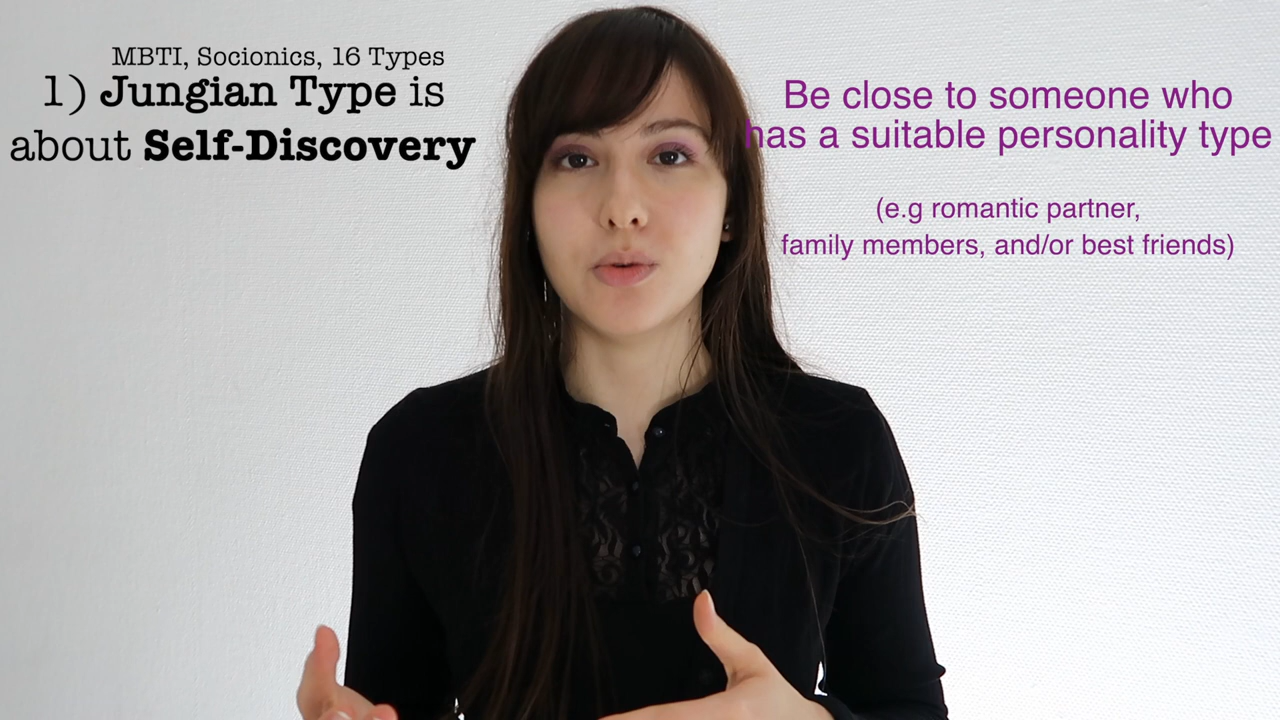 MBTI, Socionics, 16 Types
1) Jungian Type is
about Self-Discovery
Be close to someone who
has a suitable personality type
(e.g romantic partner,
family members, and/or best friends)